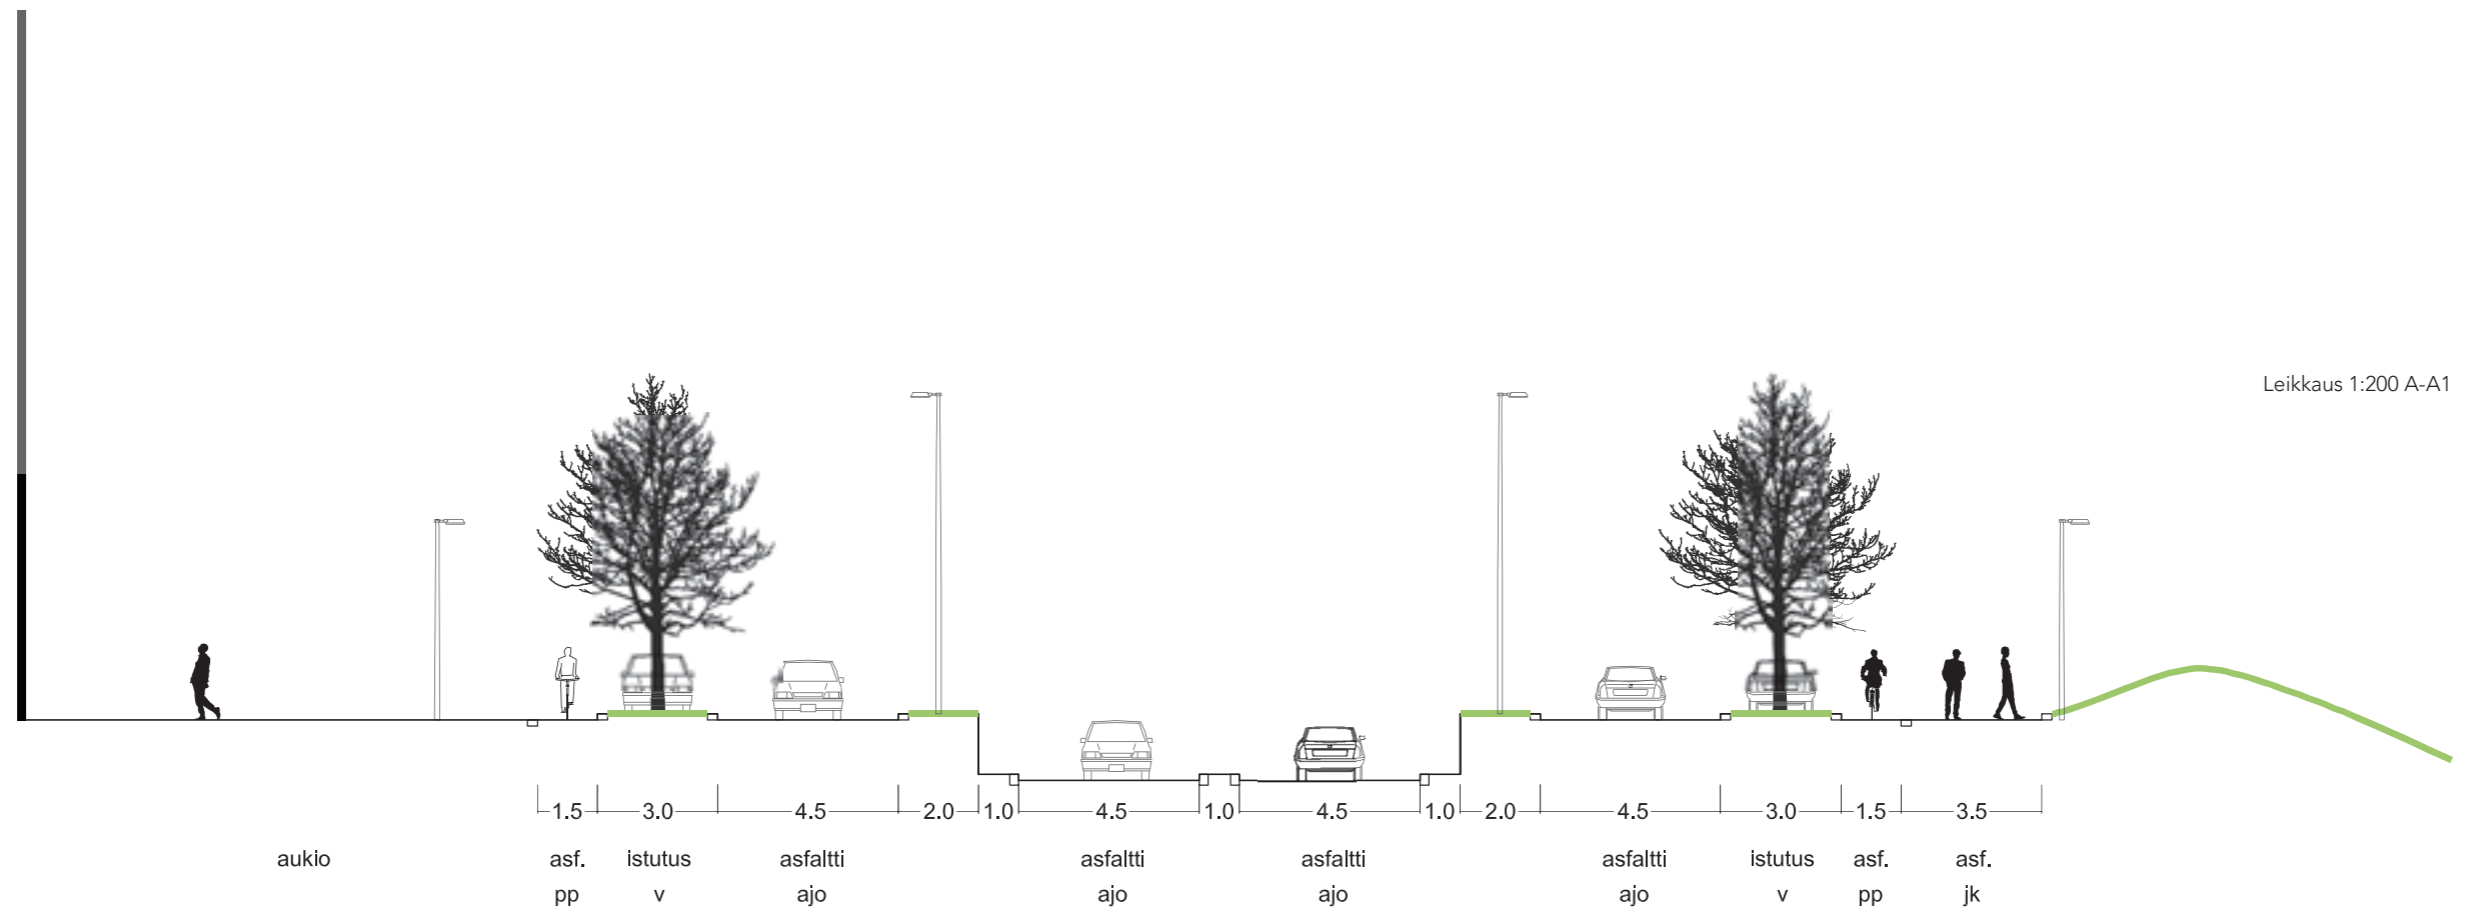 Leikkaus 1:200 A-A1
1.5 3.0 4.5 2.0 1.0 4.5 1.0 4.5 1.0 2.0 4.5 3.0 1.5 3.5
aukio asf. istutus asfaltti asfaltti asfaltti asfaltti istutus asf. asf.
pp v ajo ajo ajo ajo v pp jk